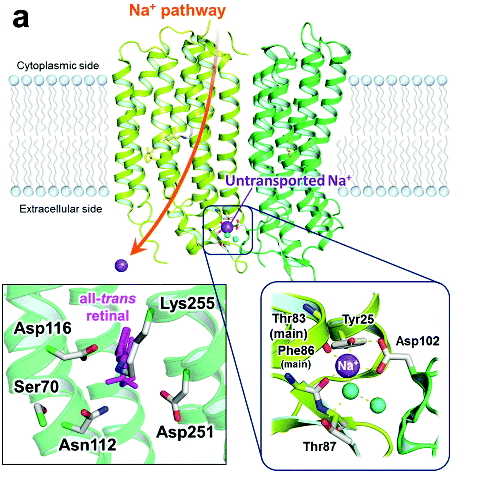 a
Na⁺ pathway
Cytoplasmic side
Untransported Na⁺
Extracellular side
all-trans
retinal
Lys255
Asp116
Ser70
Asn112
Asp251
Thr83
(main)
Tyr25
Phe86
(main)
Asp102
Na⁺
Thr87